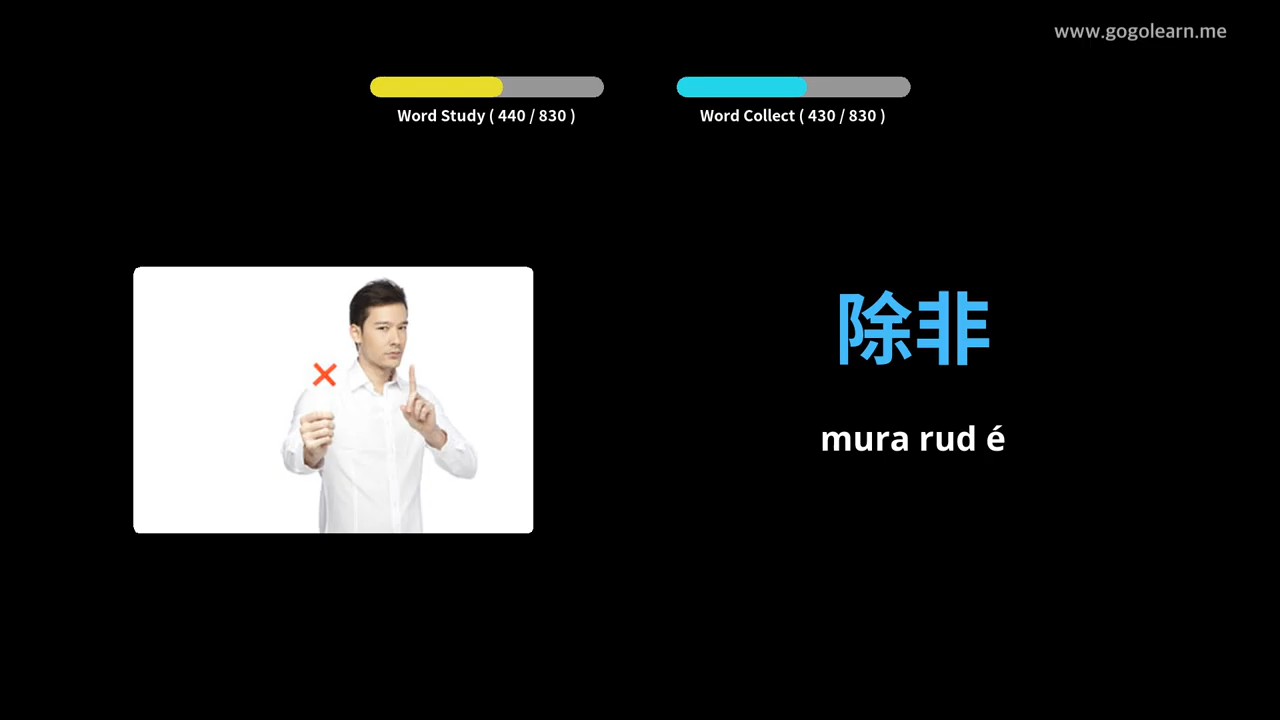 www.gogolearn.me
Word Study ( 440 / 830 )
Word Collect ( 430 / 830 )
除非
mura rud é